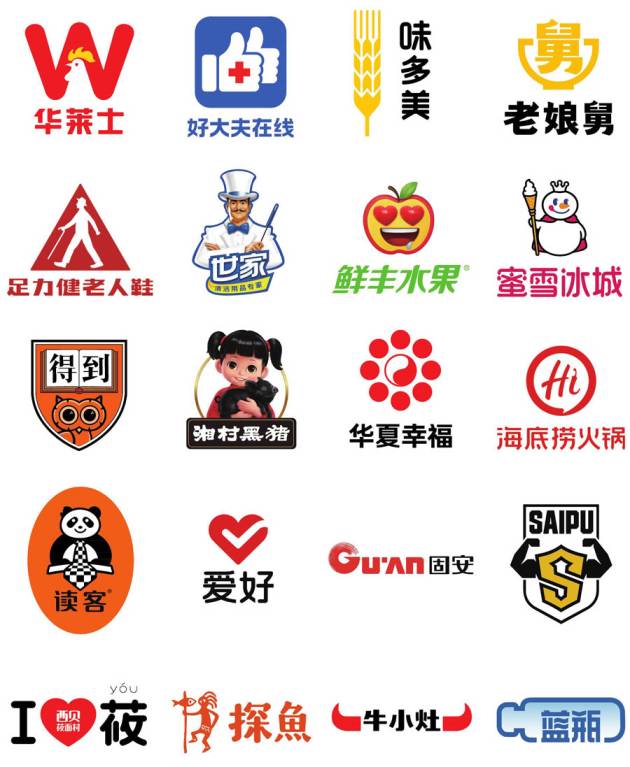 华莱士
好大夫在线
味多美
舅
老娘舅
足力健老人鞋
世家
清洁用品专家
鲜丰水果®
蜜雪冰城
得到
湘村黑猪
华夏幸福
Hi
海底捞火锅
读客®
爱好
Gu'an 固安
SAIPU
S
yóu
I 西贝 莜
莜面村
探魚
牛小灶
蓝瓶